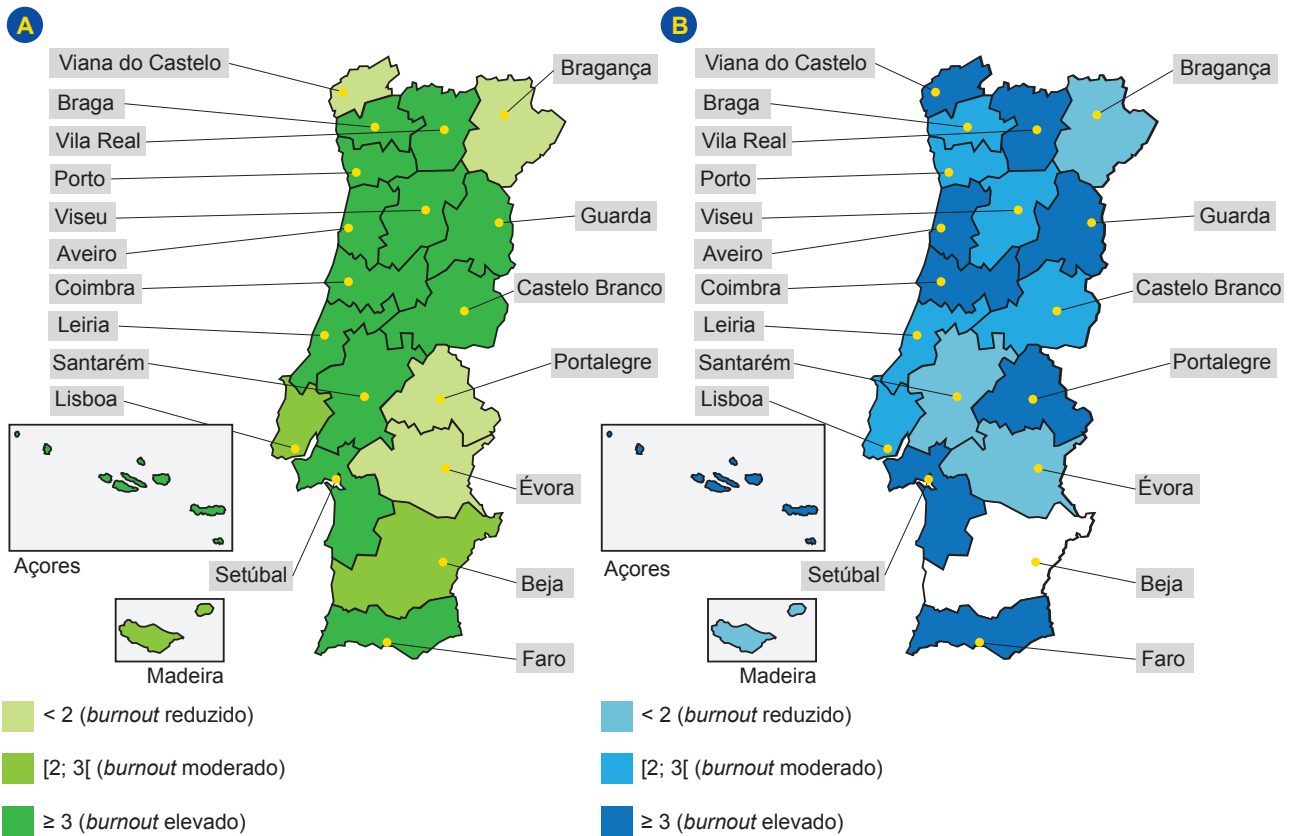 A
Viana do Castelo
Bragança
Braga
Vila Real
Porto
Viseu
Guarda
Aveiro
Coimbra
Castelo Branco
Leiria
Santarém
Portalegre
Lisboa
Évora
Açores
Setúbal
Beja
Faro
Madeira
< 2 (burnout reduzido)
[2; 3[ (burnout moderado)
≥ 3 (burnout elevado)
B
Viana do Castelo
Bragança
Braga
Vila Real
Porto
Viseu
Guarda
Aveiro
Coimbra
Castelo Branco
Leiria
Santarém
Portalegre
Lisboa
Évora
Açores
Setúbal
Beja
Faro
Madeira
< 2 (burnout reduzido)
[2; 3[ (burnout moderado)
≥ 3 (burnout elevado)